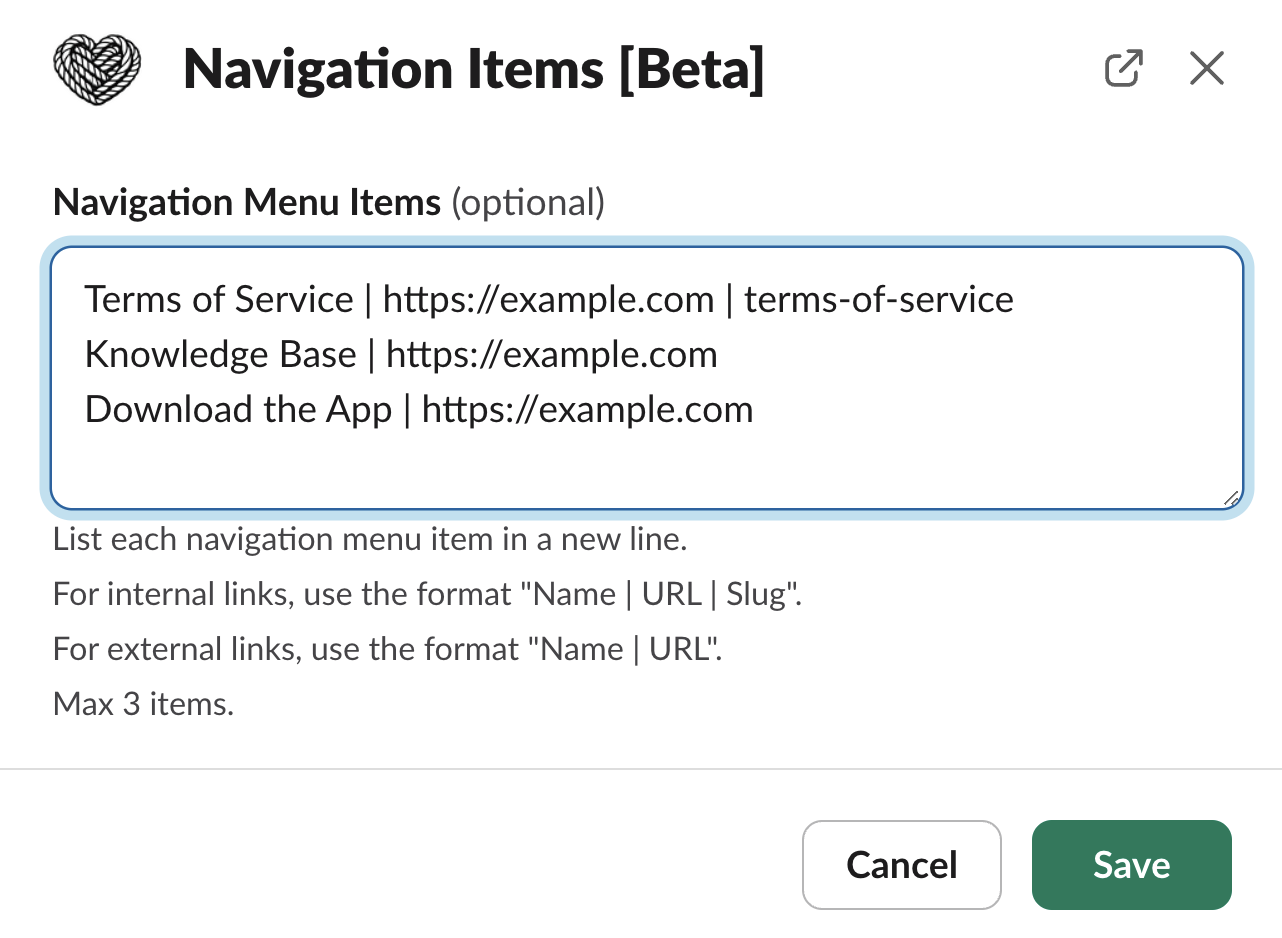 Navigation Items [Beta]
Navigation Menu Items (optional)
Terms of Service | https://example.com | terms-of-service
Knowledge Base | https://example.com
Download the App | https://example.com
List each navigation menu item in a new line.
For internal links, use the format "Name | URL | Slug".
For external links, use the format "Name | URL".
Max 3 items.
Cancel
Save